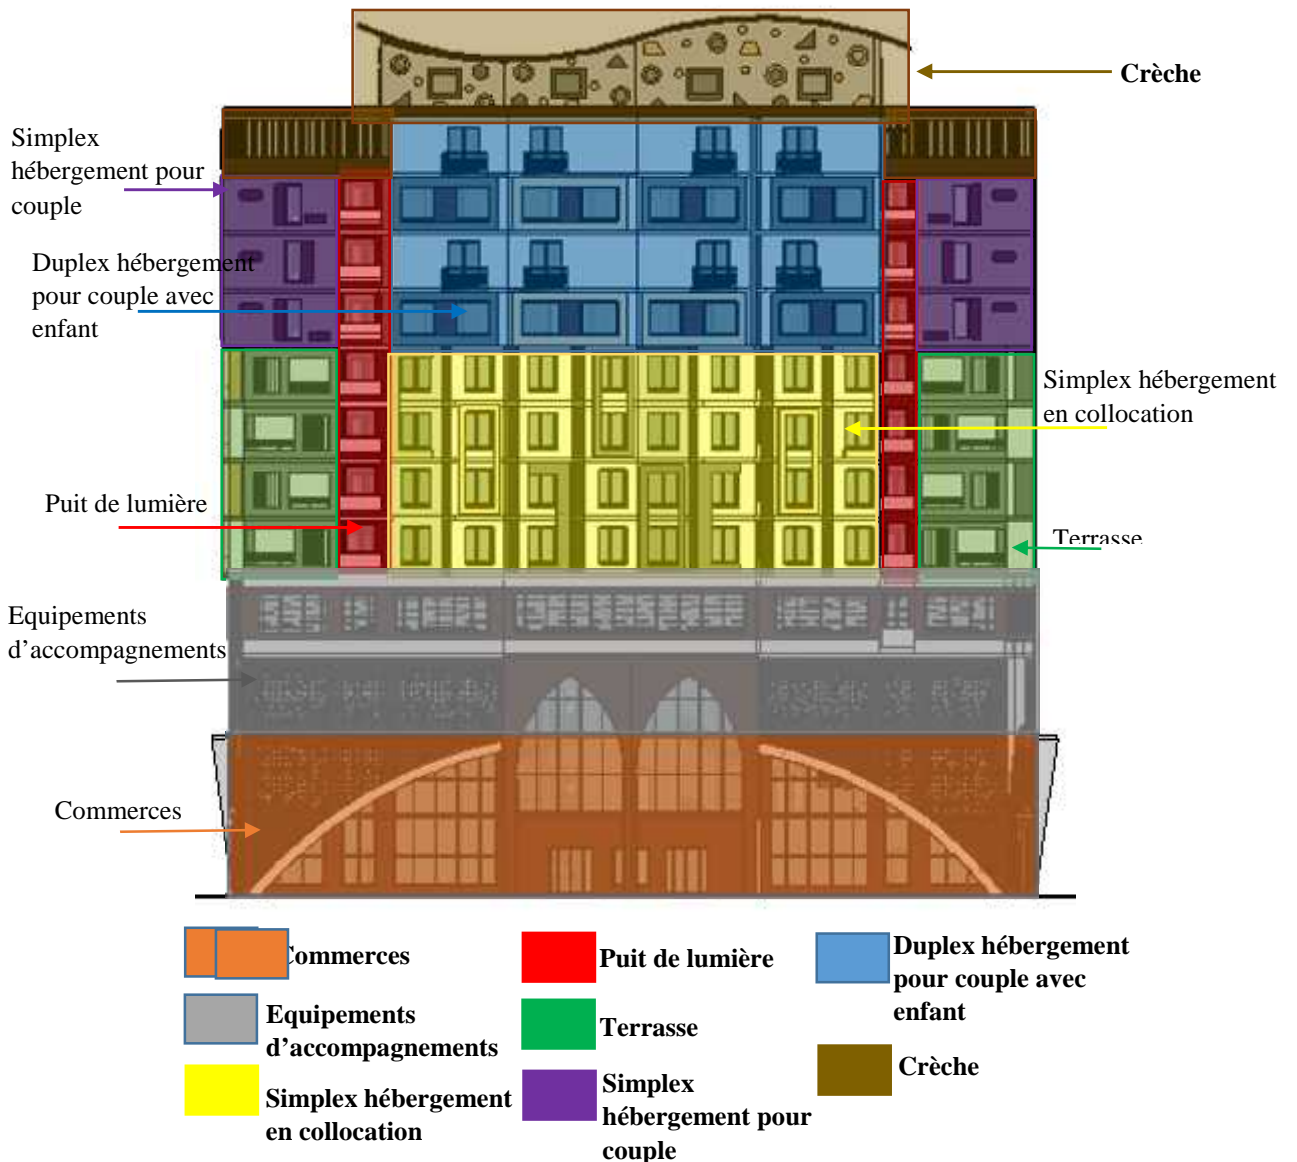 Crèche
Simplex
hébergement pour
couple
Duplex hébergement
pour couple avec
enfant
Simplex hébergement
en collocation
Puit de lumière
Terrasse
Equipements
d’accompagnements
Commerces
Commerces
Puit de lumière
Duplex hébergement
pour couple avec
enfant
Equipements
d’accompagnements
Terrasse
Crèche
Simplex hébergement
en collocation
Simplex
hébergement pour
couple